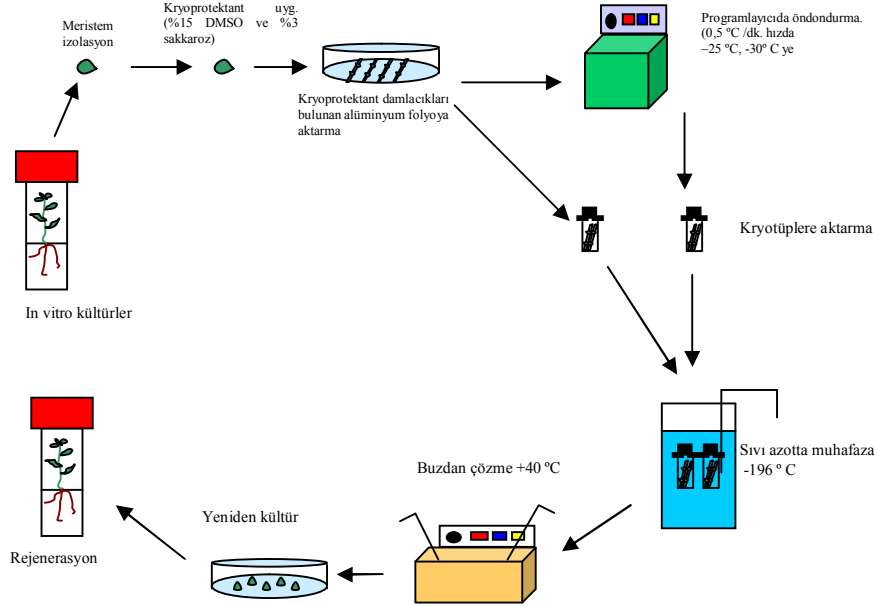 Meristem
izolasyon
Kryoprotektant uyg.
(%15 DMSO ve %3
sakkaroz)
Kryoprotektant damlacıkları
bulunan alüminyum folyoya
aktarma
Programlayıcıda öndondurma.
(0,5 ºC /dk. hızda
–25 ºC, -30º C ye
Kryotüplere aktarma
In vitro kültürler
Sıvı azotta muhafaza
-196 º C
Buzdan çözme +40 ºC
Yeniden kültür
Rejenerasyon